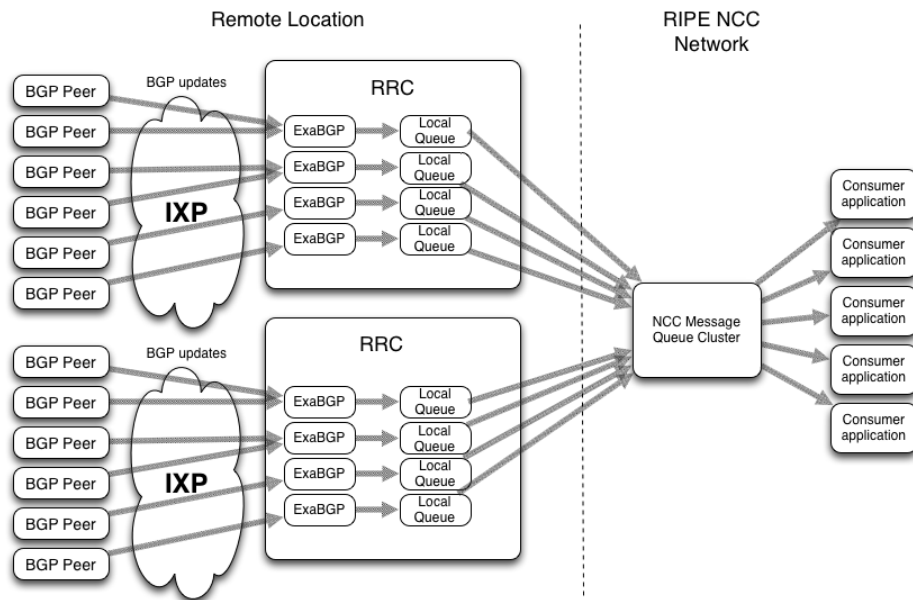 Remote Location
RIPE NCC
Network
BGP updates
RRC
BGP Peer
BGP Peer
BGP Peer
BGP Peer
BGP Peer
BGP Peer
IXP
ExaBGP
Local
Queue
ExaBGP
Local
Queue
ExaBGP
Local
Queue
ExaBGP
Local
Queue
BGP updates
RRC
BGP Peer
BGP Peer
BGP Peer
BGP Peer
BGP Peer
BGP Peer
IXP
ExaBGP
Local
Queue
ExaBGP
Local
Queue
ExaBGP
Local
Queue
ExaBGP
Local
Queue
NCC Message
Queue Cluster
Consumer
application
Consumer
application
Consumer
application
Consumer
application
Consumer
application